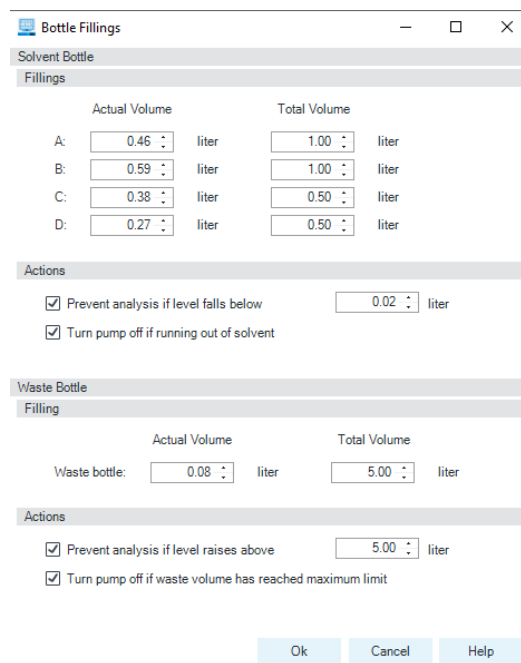 Bottle Fillings
Solvent Bottle
Fillings
Actual Volume Total Volume
A: 0.46 liter 1.00 liter
B: 0.59 liter 1.00 liter
C: 0.38 liter 0.50 liter
D: 0.27 liter 0.50 liter
Actions
Prevent analysis if level falls below 0.02 liter
Turn pump off if running out of solvent
Waste Bottle
Filling
Actual Volume Total Volume
Waste bottle: 0.08 liter 5.00 liter
Actions
Prevent analysis if level raises above 5.00 liter
Turn pump off if waste volume has reached maximum limit
Ok Cancel Help